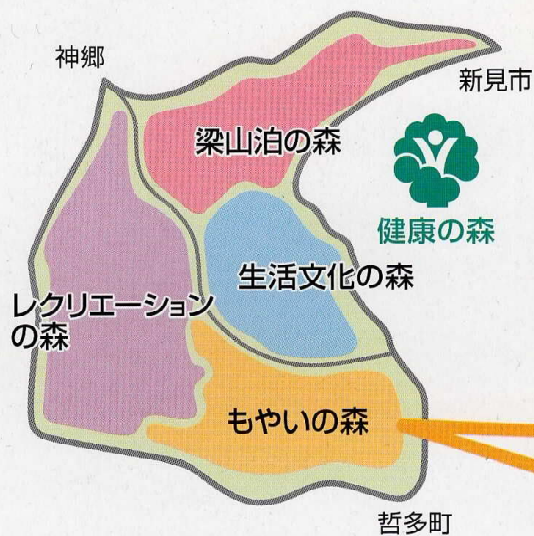 神郷
新見市
梁山泊の森
健康の森
生活文化の森
レクリエーション
の森
もやいの森
哲多町